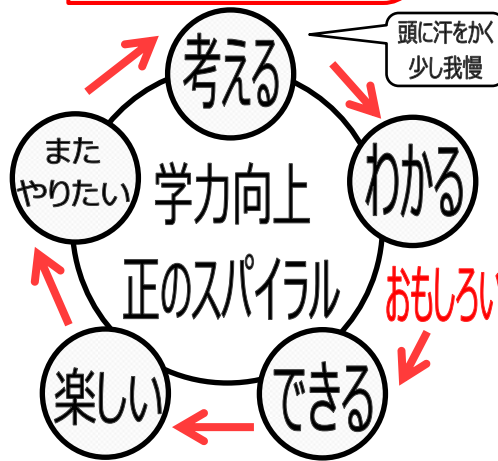 考える
頭に汗をかく
少し我慢
また
やりたい
わかる
学力向上
正のスパイラル
おもしろい
楽しい
できる